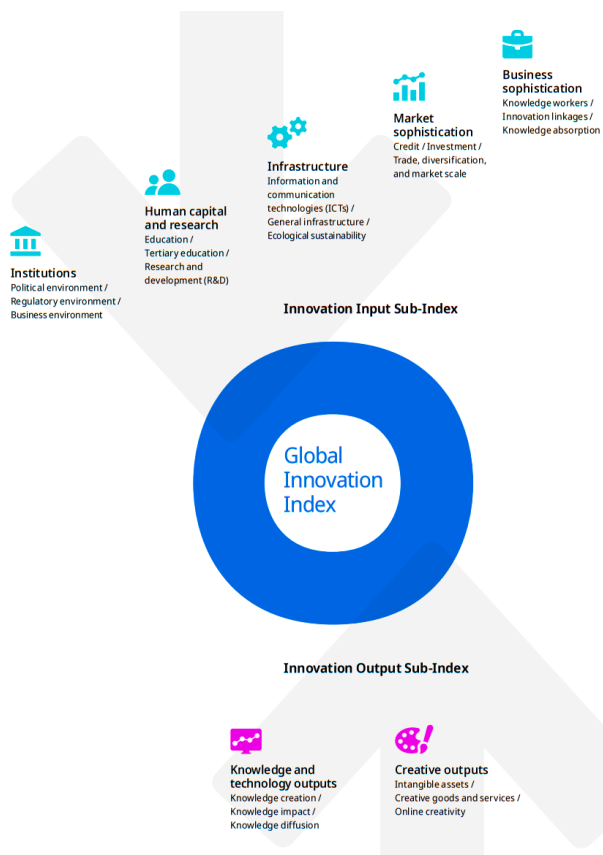 Business
sophistication
Knowledge workers /
Innovation linkages /
Knowledge absorption
Market
sophistication
Credit / Investment /
Trade, diversification,
and market scale
Infrastructure
Information and
communication
technologies (ICTs) /
General infrastructure /
Ecological sustainability
Human capital
and research
Education /
Tertiary education /
Research and
development (R&D)
Institutions
Political environment /
Regulatory environment /
Business environment
Innovation Input Sub-Index
Global
Innovation
Index
Innovation Output Sub-Index
Knowledge and
technology outputs
Knowledge creation /
Knowledge impact /
Knowledge diffusion
Creative outputs
Intangible assets /
Creative goods and services /
Online creativity